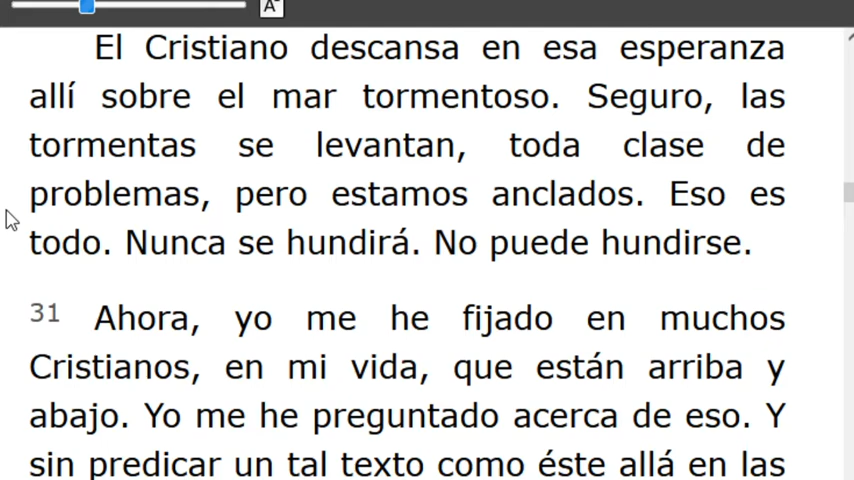 A
El Cristiano descansa en esa esperanza
allí sobre el mar tormentoso. Seguro, las
tormentas se levantan, toda clase de
problemas, pero estamos anclados. Eso es
todo. Nunca se hundirá. No puede hundirse.
31 Ahora, yo me he fijado en muchos
Cristianos, en mi vida, que están arriba y
abajo. Yo me he preguntado acerca de eso. Y
sin predicar un tal texto como éste allá en las